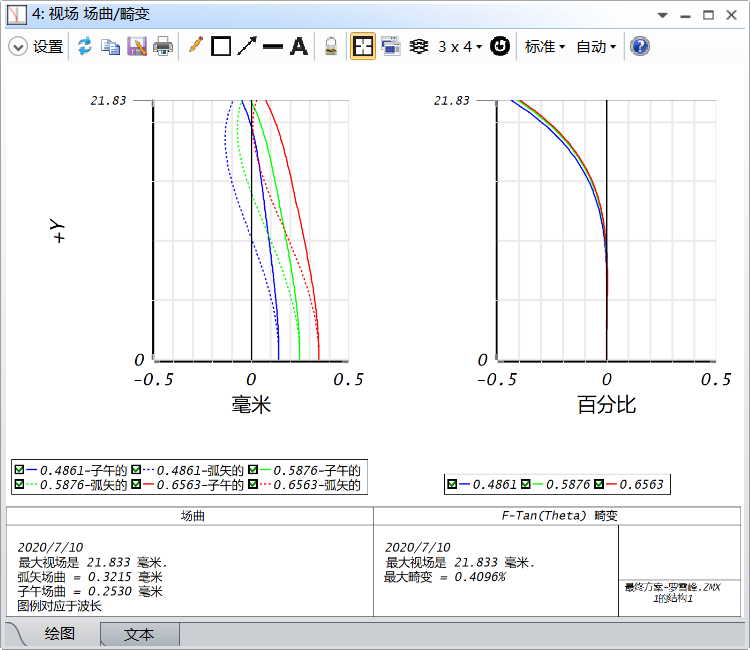 4: 视场 场曲/畸变
设置
A
3 x 4
标准
自动
21.83
21.83
+Y
0
0
-0.5
0
0.5
-0.5
0
0.5
毫米
百分比
0.4861-子午的
0.4861-弧矢的
0.5876-子午的
0.5876-弧矢的
0.6563-子午的
0.6563-弧矢的
0.4861
0.5876
0.6563
场曲
F-Tan(Theta) 畸变
2020/7/10
最大视场是 21.833 毫米.
弧矢场曲 = 0.3215 毫米
子午场曲 = 0.2530 毫米
图例对应于波长
2020/7/10
最大视场是 21.833 毫米.
最大畸变 = 0.4096%
最终方案-罗雪峰.ZMX
1的结构1
绘图
文本